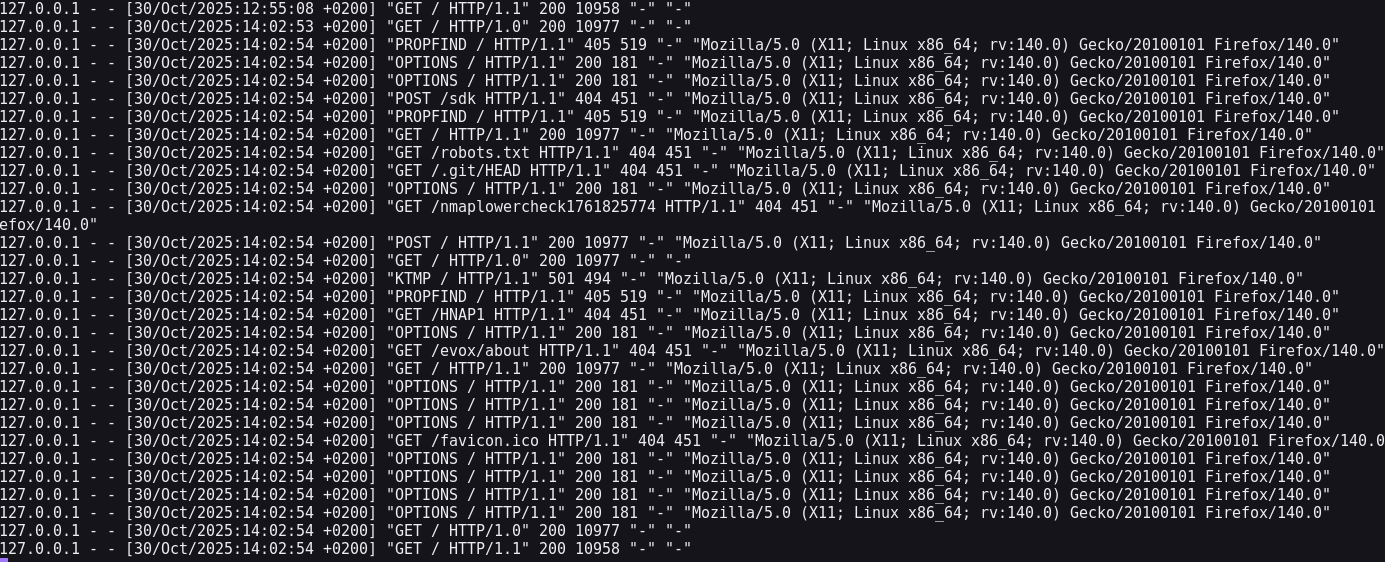 127.0.0.1 - - [30/Oct/2025:12:55:08 +0200] "GET / HTTP/1.1" 200 10958 "-" "-"
127.0.0.1 - - [30/Oct/2025:14:02:53 +0200] "GET / HTTP/1.0" 200 10977 "-" "-"
127.0.0.1 - - [30/Oct/2025:14:02:54 +0200] "PROPFIND / HTTP/1.1" 405 519 "-" "Mozilla/5.0 (X11; Linux x86_64; rv:140.0) Gecko/20100101 Firefox/140.0"
127.0.0.1 - - [30/Oct/2025:14:02:54 +0200] "OPTIONS / HTTP/1.1" 200 181 "-" "Mozilla/5.0 (X11; Linux x86_64; rv:140.0) Gecko/20100101 Firefox/140.0"
127.0.0.1 - - [30/Oct/2025:14:02:54 +0200] "OPTIONS / HTTP/1.1" 200 181 "-" "Mozilla/5.0 (X11; Linux x86_64; rv:140.0) Gecko/20100101 Firefox/140.0"
127.0.0.1 - - [30/Oct/2025:14:02:54 +0200] "POST /sdk HTTP/1.1" 404 451 "-" "Mozilla/5.0 (X11; Linux x86_64; rv:140.0) Gecko/20100101 Firefox/140.0"
127.0.0.1 - - [30/Oct/2025:14:02:54 +0200] "PROPFIND / HTTP/1.1" 405 519 "-" "Mozilla/5.0 (X11; Linux x86_64; rv:140.0) Gecko/20100101 Firefox/140.0"
127.0.0.1 - - [30/Oct/2025:14:02:54 +0200] "GET / HTTP/1.1" 200 10977 "-" "Mozilla/5.0 (X11; Linux x86_64; rv:140.0) Gecko/20100101 Firefox/140.0"
127.0.0.1 - - [30/Oct/2025:14:02:54 +0200] "GET /robots.txt HTTP/1.1" 404 451 "-" "Mozilla/5.0 (X11; Linux x86_64; rv:140.0) Gecko/20100101 Firefox/140.0"
127.0.0.1 - - [30/Oct/2025:14:02:54 +0200] "GET /.git/HEAD HTTP/1.1" 404 451 "-" "Mozilla/5.0 (X11; Linux x86_64; rv:140.0) Gecko/20100101 Firefox/140.0"
127.0.0.1 - - [30/Oct/2025:14:02:54 +0200] "OPTIONS / HTTP/1.1" 200 181 "-" "Mozilla/5.0 (X11; Linux x86_64; rv:140.0) Gecko/20100101 Firefox/140.0"
127.0.0.1 - - [30/Oct/2025:14:02:54 +0200] "GET /nmaplowercheck1761825774 HTTP/1.1" 404 451 "-" "Mozilla/5.0 (X11; Linux x86_64; rv:140.0) Gecko/20100101
efox/140.0"
127.0.0.1 - - [30/Oct/2025:14:02:54 +0200] "POST / HTTP/1.1" 200 10977 "-" "Mozilla/5.0 (X11; Linux x86_64; rv:140.0) Gecko/20100101 Firefox/140.0"
127.0.0.1 - - [30/Oct/2025:14:02:54 +0200] "GET / HTTP/1.0" 200 10977 "-" "-"
127.0.0.1 - - [30/Oct/2025:14:02:54 +0200] "KTMP / HTTP/1.1" 501 494 "-" "Mozilla/5.0 (X11; Linux x86_64; rv:140.0) Gecko/20100101 Firefox/140.0"
127.0.0.1 - - [30/Oct/2025:14:02:54 +0200] "PROPFIND / HTTP/1.1" 405 519 "-" "Mozilla/5.0 (X11; Linux x86_64; rv:140.0) Gecko/20100101 Firefox/140.0"
127.0.0.1 - - [30/Oct/2025:14:02:54 +0200] "GET /HNAP1 HTTP/1.1" 404 451 "-" "Mozilla/5.0 (X11; Linux x86_64; rv:140.0) Gecko/20100101 Firefox/140.0"
127.0.0.1 - - [30/Oct/2025:14:02:54 +0200] "OPTIONS / HTTP/1.1" 200 181 "-" "Mozilla/5.0 (X11; Linux x86_64; rv:140.0) Gecko/20100101 Firefox/140.0"
127.0.0.1 - - [30/Oct/2025:14:02:54 +0200] "GET /evox/about HTTP/1.1" 404 451 "-" "Mozilla/5.0 (X11; Linux x86_64; rv:140.0) Gecko/20100101 Firefox/140.0"
127.0.0.1 - - [30/Oct/2025:14:02:54 +0200] "GET / HTTP/1.1" 200 10977 "-" "Mozilla/5.0 (X11; Linux x86_64; rv:140.0) Gecko/20100101 Firefox/140.0"
127.0.0.1 - - [30/Oct/2025:14:02:54 +0200] "OPTIONS / HTTP/1.1" 200 181 "-" "Mozilla/5.0 (X11; Linux x86_64; rv:140.0) Gecko/20100101 Firefox/140.0"
127.0.0.1 - - [30/Oct/2025:14:02:54 +0200] "OPTIONS / HTTP/1.1" 200 181 "-" "Mozilla/5.0 (X11; Linux x86_64; rv:140.0) Gecko/20100101 Firefox/140.0"
127.0.0.1 - - [30/Oct/2025:14:02:54 +0200] "OPTIONS / HTTP/1.1" 200 181 "-" "Mozilla/5.0 (X11; Linux x86_64; rv:140.0) Gecko/20100101 Firefox/140.0"
127.0.0.1 - - [30/Oct/2025:14:02:54 +0200] "GET /favicon.ico HTTP/1.1" 404 451 "-" "Mozilla/5.0 (X11; Linux x86_64; rv:140.0) Gecko/20100101 Firefox/140.0
127.0.0.1 - - [30/Oct/2025:14:02:54 +0200] "OPTIONS / HTTP/1.1" 200 181 "-" "Mozilla/5.0 (X11; Linux x86_64; rv:140.0) Gecko/20100101 Firefox/140.0"
127.0.0.1 - - [30/Oct/2025:14:02:54 +0200] "OPTIONS / HTTP/1.1" 200 181 "-" "Mozilla/5.0 (X11; Linux x86_64; rv:140.0) Gecko/20100101 Firefox/140.0"
127.0.0.1 - - [30/Oct/2025:14:02:54 +0200] "OPTIONS / HTTP/1.1" 200 181 "-" "Mozilla/5.0 (X11; Linux x86_64; rv:140.0) Gecko/20100101 Firefox/140.0"
127.0.0.1 - - [30/Oct/2025:14:02:54 +0200] "OPTIONS / HTTP/1.1" 200 181 "-" "Mozilla/5.0 (X11; Linux x86_64; rv:140.0) Gecko/20100101 Firefox/140.0"
127.0.0.1 - - [30/Oct/2025:14:02:54 +0200] "GET / HTTP/1.0" 200 10977 "-" "-"
127.0.0.1 - - [30/Oct/2025:14:02:54 +0200] "GET / HTTP/1.1" 200 10958 "-" "-"